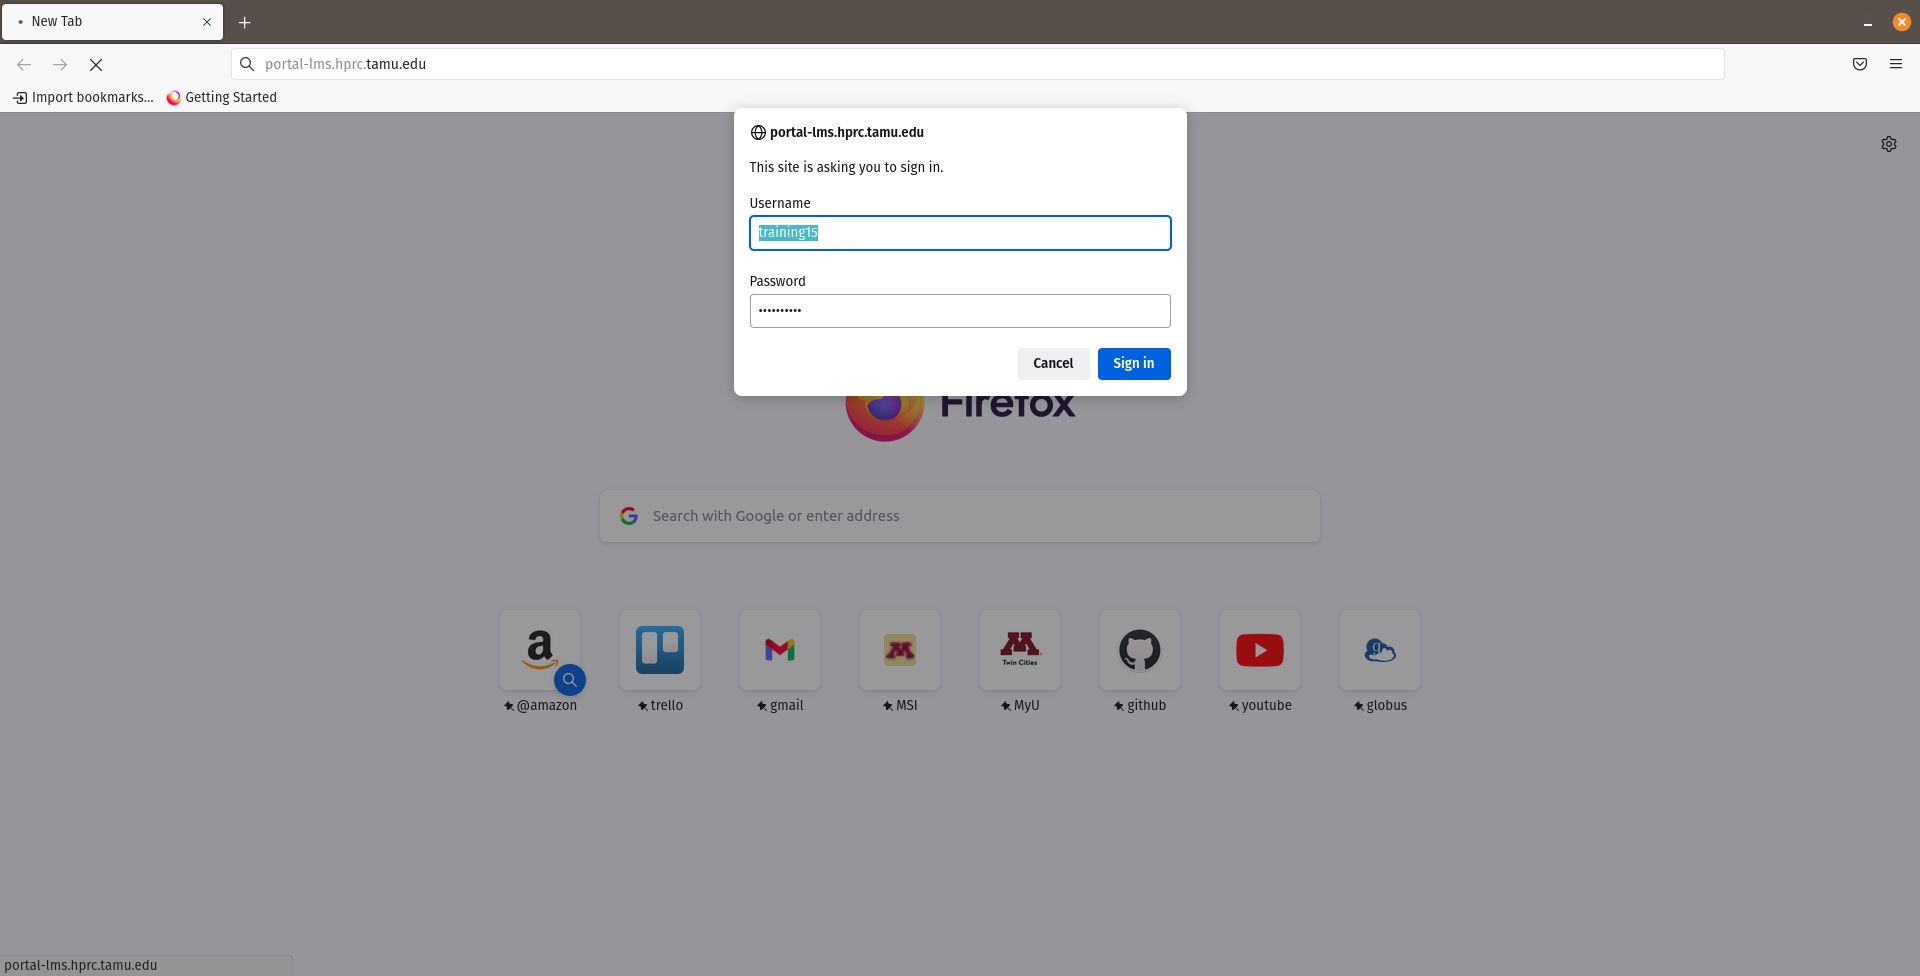 New Tab
portal-lms.hprc.tamu.edu
Import bookmarks... Getting Started
portal-lms.hprc.tamu.edu
This site is asking you to sign in.
Username
training15
Password
••••••••••
Cancel Sign in
Firefox
Search with Google or enter address
Twin Cities
@amazon trello gmail MSI MyU github youtube globus
portal-lms.hprc.tamu.edu